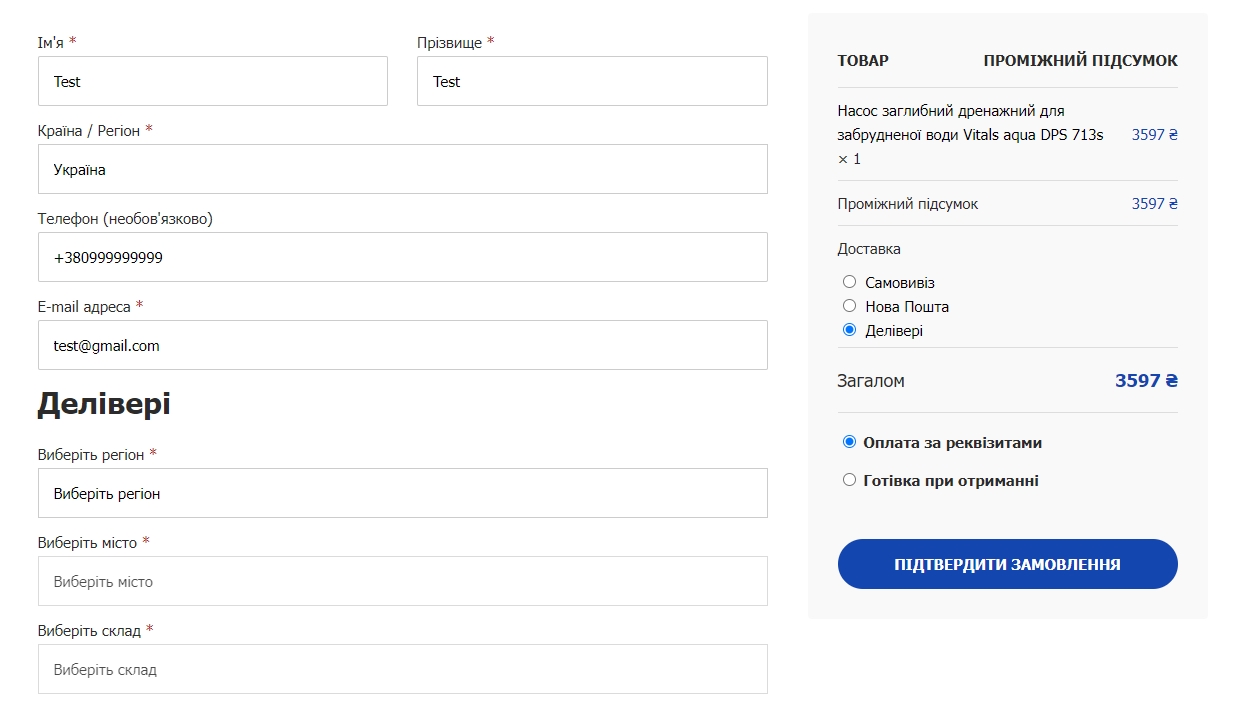 Ім'я *
Прізвище *
Test
Test
Країна / Регіон *
Україна
Телефон (необов'язково)
+380999999999
E-mail адреса *
test@gmail.com
Делівері
Виберіть регіон *
Виберіть регіон
Виберіть місто *
Виберіть місто
Виберіть склад *
Виберіть склад
ТОВАР ПРОМІЖНИЙ ПІДСУМОК
Насос заглибний дренажний для
забрудненої води Vitals aqua DPS 713s 3597 ₴
× 1
Проміжний підсумок 3597 ₴
Доставка
Самовивіз
Нова Пошта
Делівері
Загалом 3597 ₴
Оплата за реквізитами
Готівка при отриманні
ПІДТВЕРДИТИ ЗАМОВЛЕННЯ